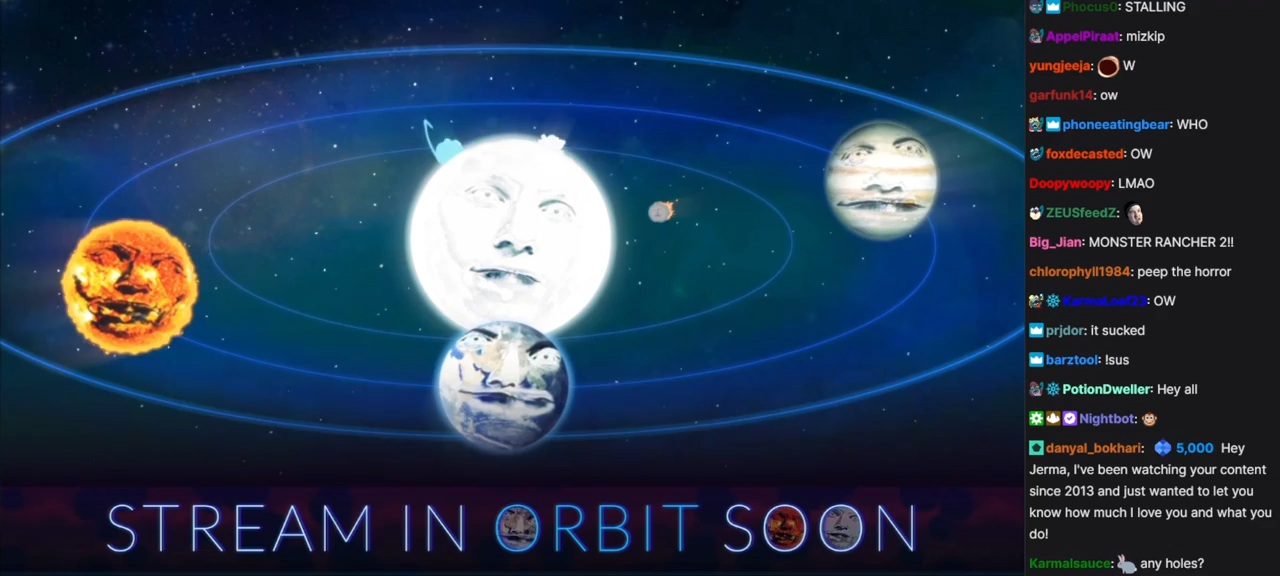 STREAM IN ORBIT SOON
Phocus0: STALLING
AppelPiraat: mizkip
yungjeeja: W
garfunk14: ow
phoneeatingbear: WHO
foxdecasted: OW
Doopywoopy: LMAO
ZEUSfeedZ:
Big_Jian: MONSTER RANCHER 2!!
chlorophyll1984: peep the horror
KarmaLoaf23: OW
prjdor: it sucked
barztool: !sus
PotionDweller: Hey all
Nightbot: 🐵
danyal_bokhari: 5,000 Hey
Jerma, I've been watching your content
since 2013 and just wanted to let you
know how much I love you and what you
do!
Karmalsauce: any holes?